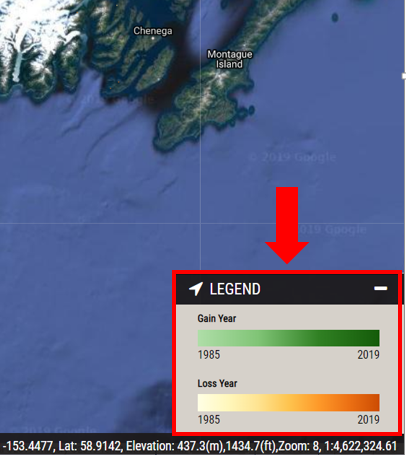 Chenega
Montague
Island
© 2019 Google
2019 Google
LEGEND
Gain Year
1985 2019
Loss Year
1985 2019
-153.4477, Lat: 58.9142, Elevation: 437.3(m),1434.7(ft),Zoom: 8, 1:4,622,324.61